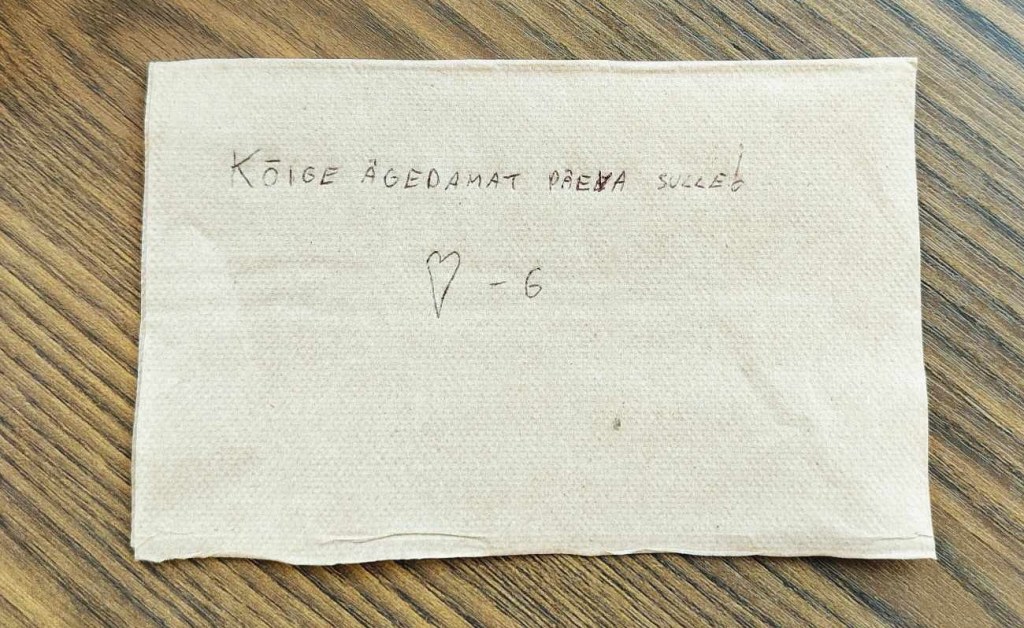 KÕIGE ÄGEDAMAT PÄEVA SULLE!
♡ - G